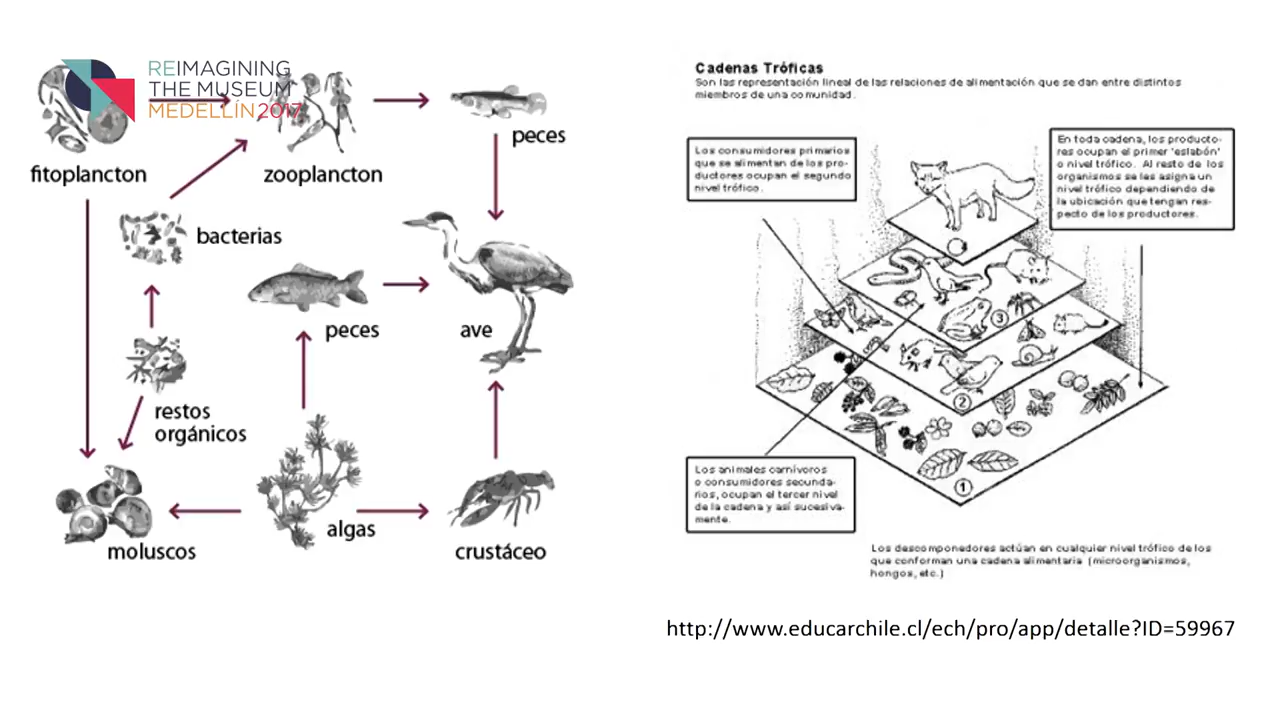 REIMAGINING
THE MUSEUM
MEDELLÍN 2017
fitoplancton
zooplancton
peces
bacterias
peces
ave
restos
orgánicos
moluscos
algas
crustáceo
Cadenas Tróficas
Son las representación lineal de las relaciones de alimentación que se dan entre distintos
miembros de una comunidad.
Los consumidores primarios
que se alimentan de los pro-
ductores ocupan el segundo
nivel trófico.
En toda cadena, los producto-
res ocupan el primer 'eslabón'
o nivel trófico. Al resto de los
organismos se les asigna un
nivel trófico dependiendo de
la ubicación que tengan res-
pecto de los productores.
3
2
1
Los animales carnívoros
o consumidores secunda-
rios, ocupan el tercer nivel
de la cadena y así sucesiva-
mente.
Los descomponedores actúan en cualquier nivel trófico de los
que conforman una cadena alimentaria (microorganismos,
hongos, etc.)
http://www.educarchile.cl/ech/pro/app/detalle?ID=59967